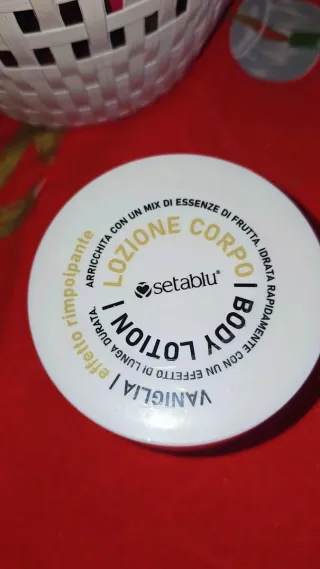 ARRICCHITA CON UN MIX DI ESSENZE DI FRUTTA. IDRATA RAPIDAMENTE CON UN EFFETTO DI LUNGA DURATA.
LOZIONE CORPO | BODY LOTION |
setablu®
VANIGLIA | effetto rimpolpante